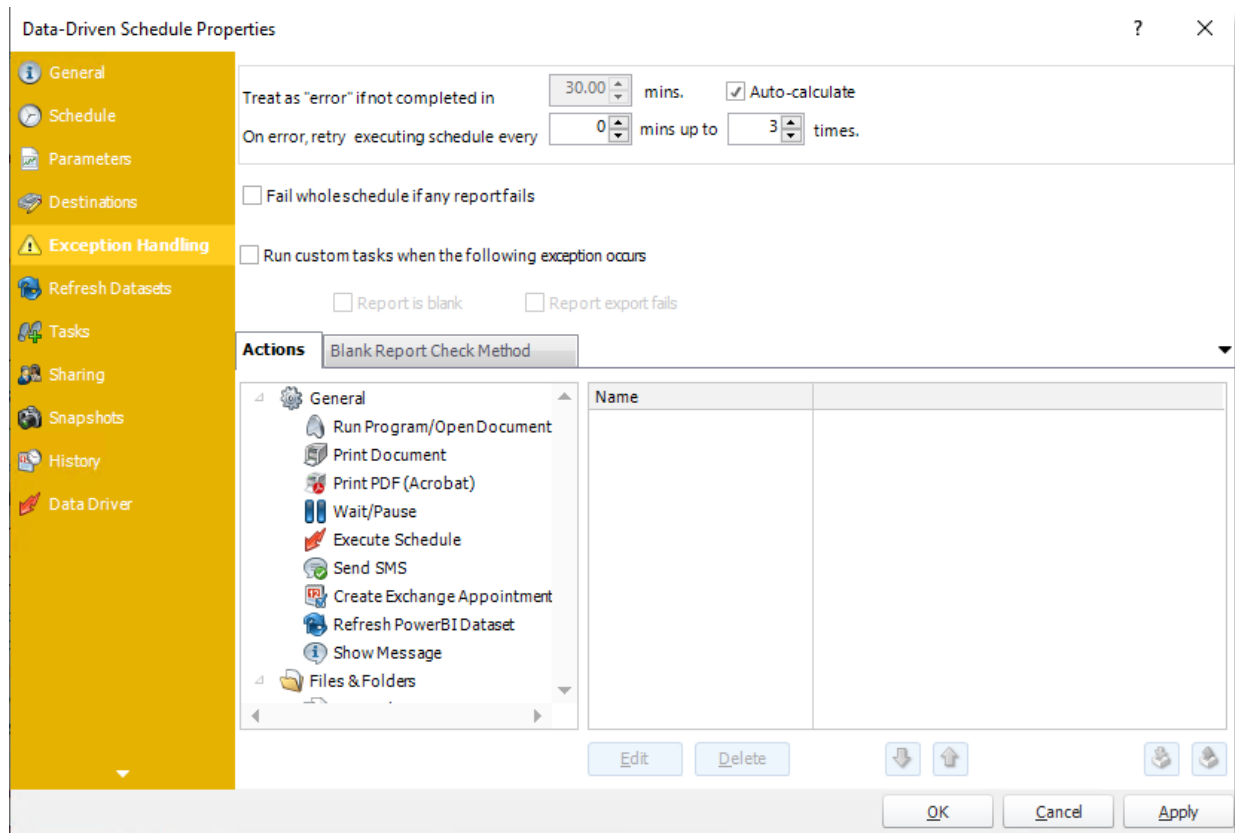 Data-Driven Schedule Properties ?
General
Schedule
Parameters
Destinations
Exception Handling
Refresh Datasets
Tasks
Sharing
Snapshots
History
Data Driver
Treat as "error" if not completed in 30.00 mins. Auto-calculate
On error, retry executing schedule every 0 mins up to 3 times.
Fail whole schedule if any report fails
Run custom tasks when the following exception occurs
Report is blank Report export fails
Actions Blank Report Check Method
General
Run Program/Open Document
Print Document
Print PDF (Acrobat)
Wait/Pause
Execute Schedule
Send SMS
Create Exchange Appointment
Refresh PowerBI Dataset
Show Message
Files & Folders
Name
Edit Delete
OK Cancel Apply